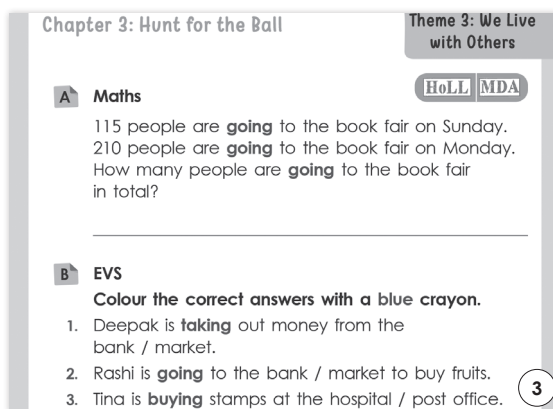 Chapter 3: Hunt for the Ball
Theme 3: We Live
with Others
HoLL MDA
A Maths
115 people are going to the book fair on Sunday.
210 people are going to the book fair on Monday.
How many people are going to the book fair
in total?
B EVS
Colour the correct answers with a blue crayon.
1. Deepak is taking out money from the
bank / market.
2. Rashi is going to the bank / market to buy fruits.
3. Tina is buying stamps at the hospital / post office.
3